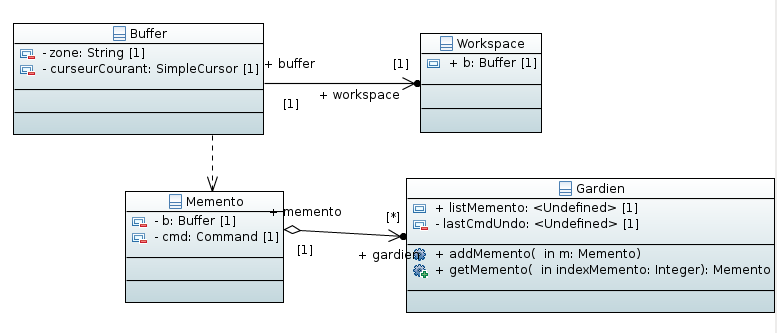 Buffer
- zone: String [1]
- curseurCourant: SimpleCursor [1]
+ buffer
[1]
[1]
+ workspace
Workspace
+ b: Buffer [1]
Memento
- b: Buffer [1]
- cmd: Command [1]
+ memento
[*]
[1]
+ gardien
Gardien
+ listMemento: <Undefined> [1]
- lastCmdUndo: <Undefined> [1]
+ addMemento( in m: Memento)
+ getMemento( in indexMemento: Integer): Memento